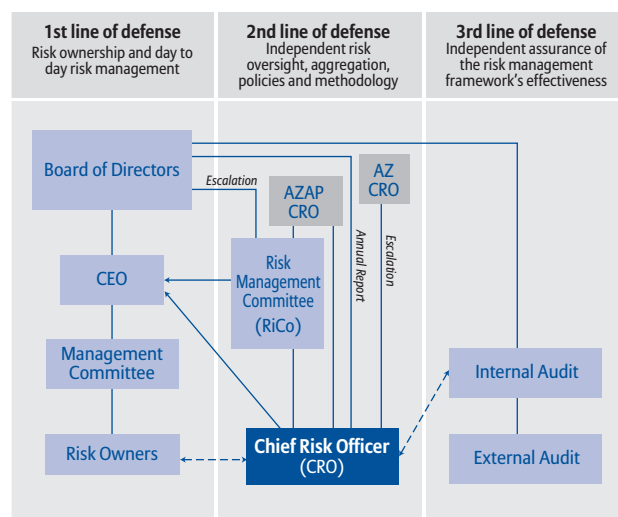 1st line of defense
Risk ownership and day to
day risk management
2nd line of defense
Independent risk
oversight, aggregation,
policies and methodology
3rd line of defense
Independent assurance of
the risk management
framework's effectiveness
Board of Directors
Escalation
AZAP
CRO
AZ
CRO
Annual Report
Escalation
CEO
Risk
Management
Committee
(RiCo)
Management
Committee
Internal Audit
Risk Owners
Chief Risk Officer
(CRO)
External Audit